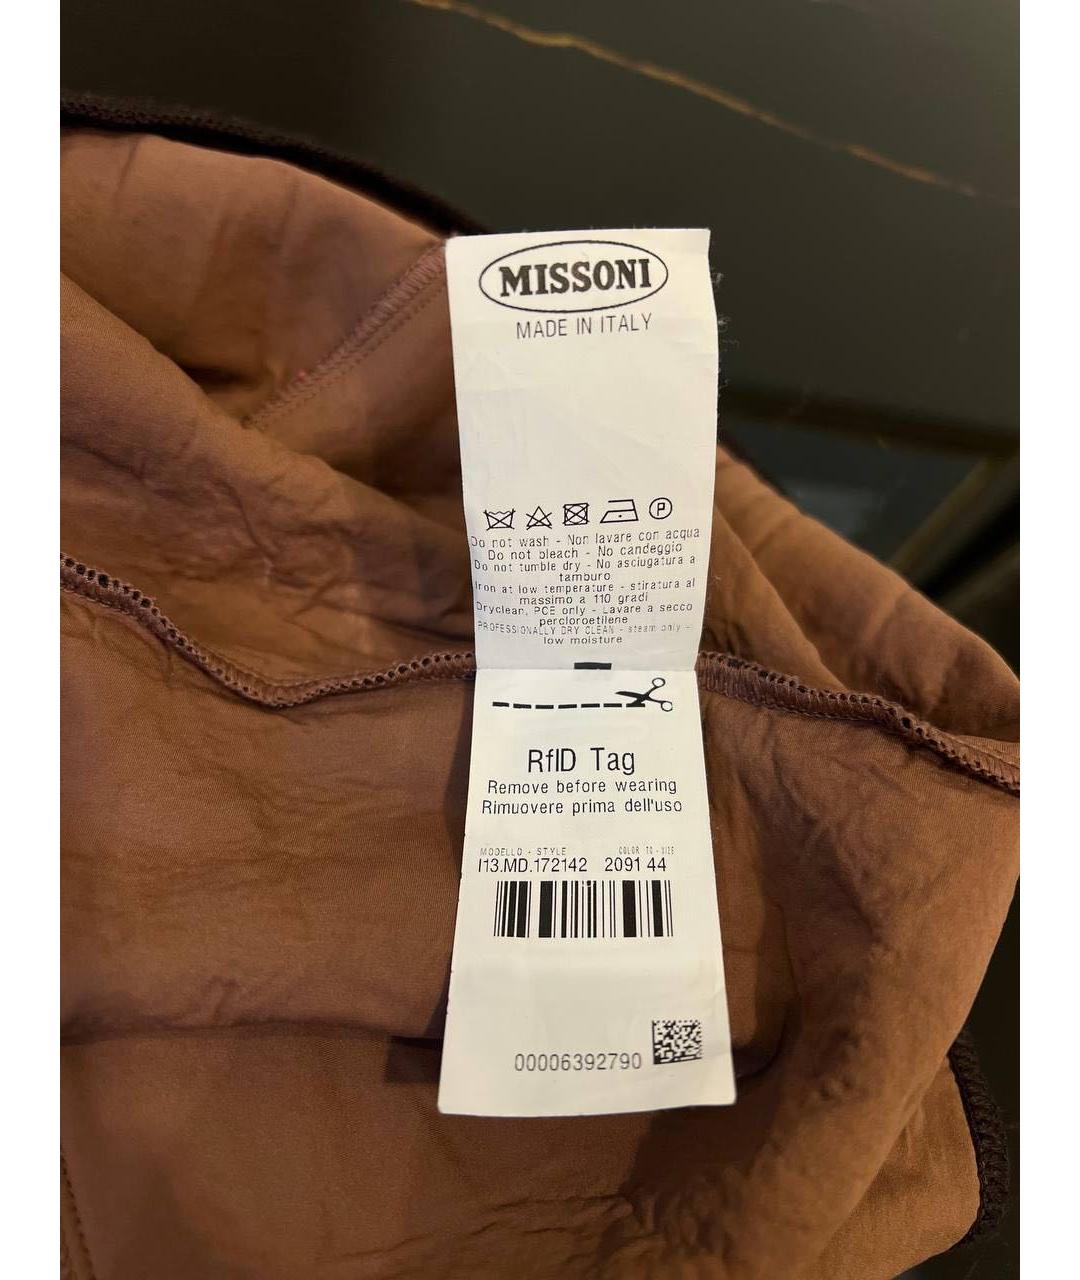 MISSONI
MADE IN ITALY
P
Do not wash - Non lavare con acqua
Do not bleach - No candeggio
Do not tumble dry - No asciugatura a
tamburo
Iron at low temperature - stiratura al
massimo a 110 gradi
Dryclean, PCE only - Lavare a secco
percloroetilene
PROFESSIONALLY DRY CLEAN - steam only -
low moisture
RfID Tag
Remove before wearing
Rimuovere prima dell'uso
MODELLO - STYLE COLOR TG - SIZE
I13.MD.172142 2091 44
00006392790